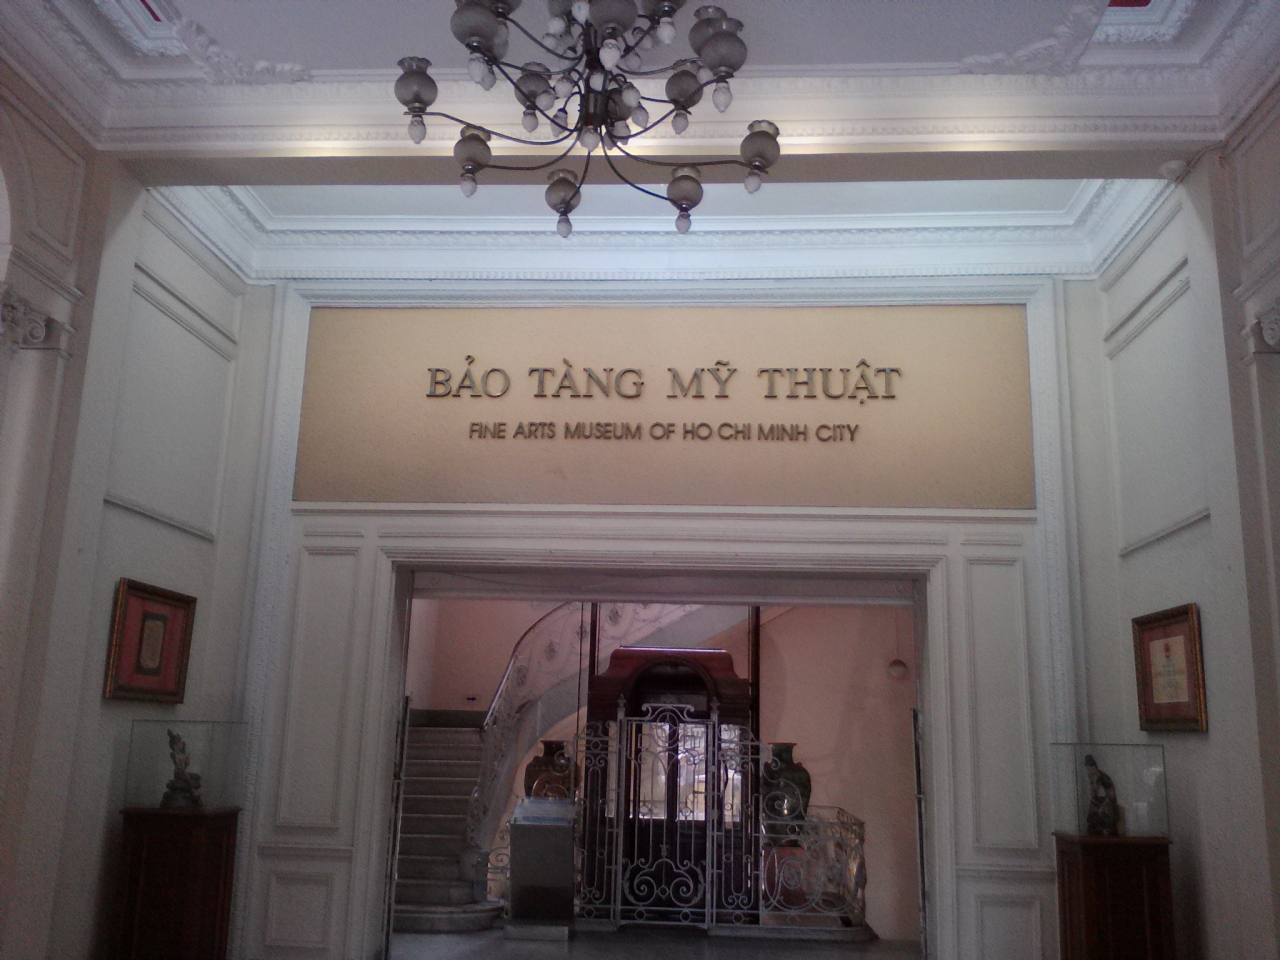 BẢO TÀNG MỸ THUẬT
FINE ARTS MUSEUM OF HO CHI MINH CITY